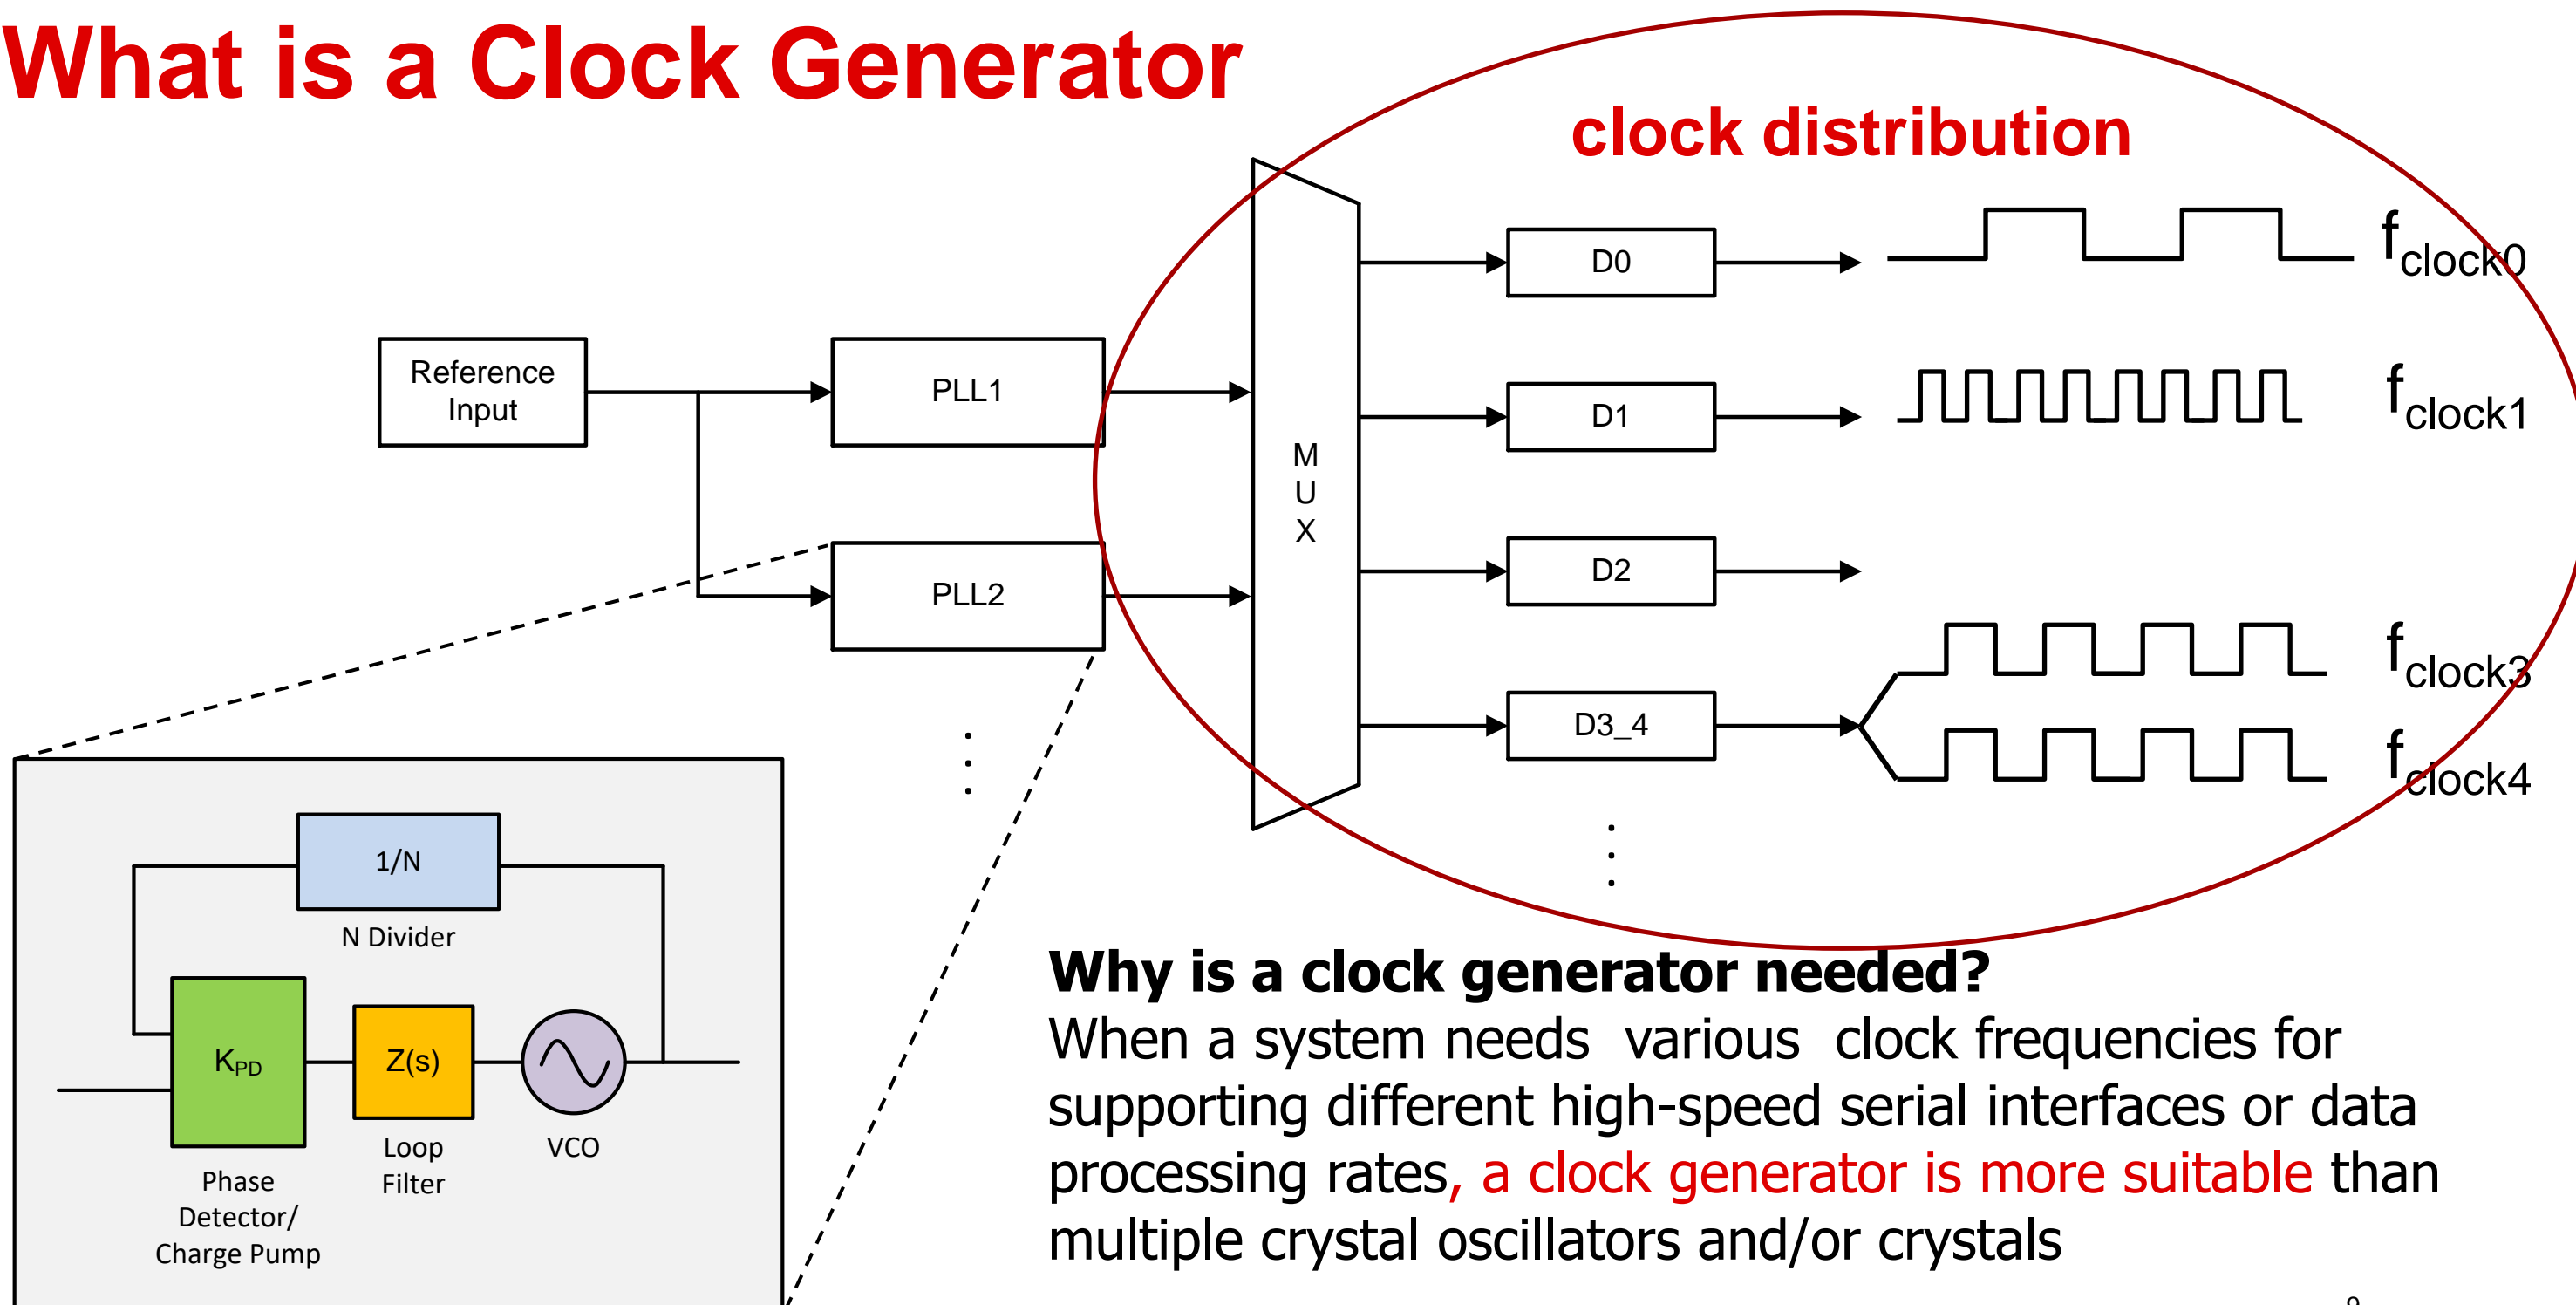 What is a Clock Generator
clock distribution
Reference
Input
PLL1
PLL2
M
U
X
D0
D1
D2
D3_4
fclock0
fclock1
fclock3
fclock4
1/N
N Divider
KPD
Z(s)
Phase
Detector/
Charge Pump
Loop
Filter
VCO
Why is a clock generator needed?
When a system needs various clock frequencies for
supporting different high-speed serial interfaces or data
processing rates, a clock generator is more suitable than
multiple crystal oscillators and/or crystals